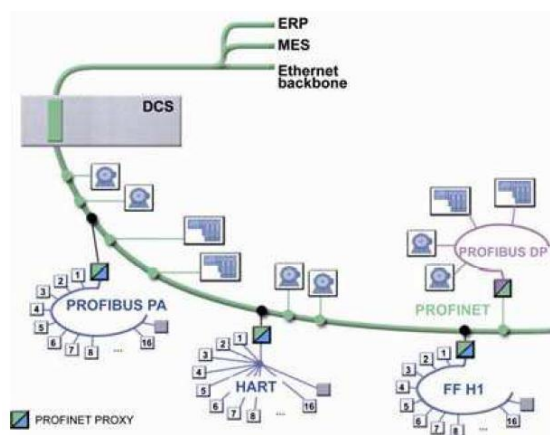 ERP
MES
Ethernet
backbone
DCS
PROFIBUS DP
PROFINET
1
2
3
4
5
6
7
8
...
16
PROFIBUS PA
1
2
3
4
5
6
7
8
...
16
HART
1
2
3
4
5
6
7
8
...
16
FF H1
PROFINET PROXY